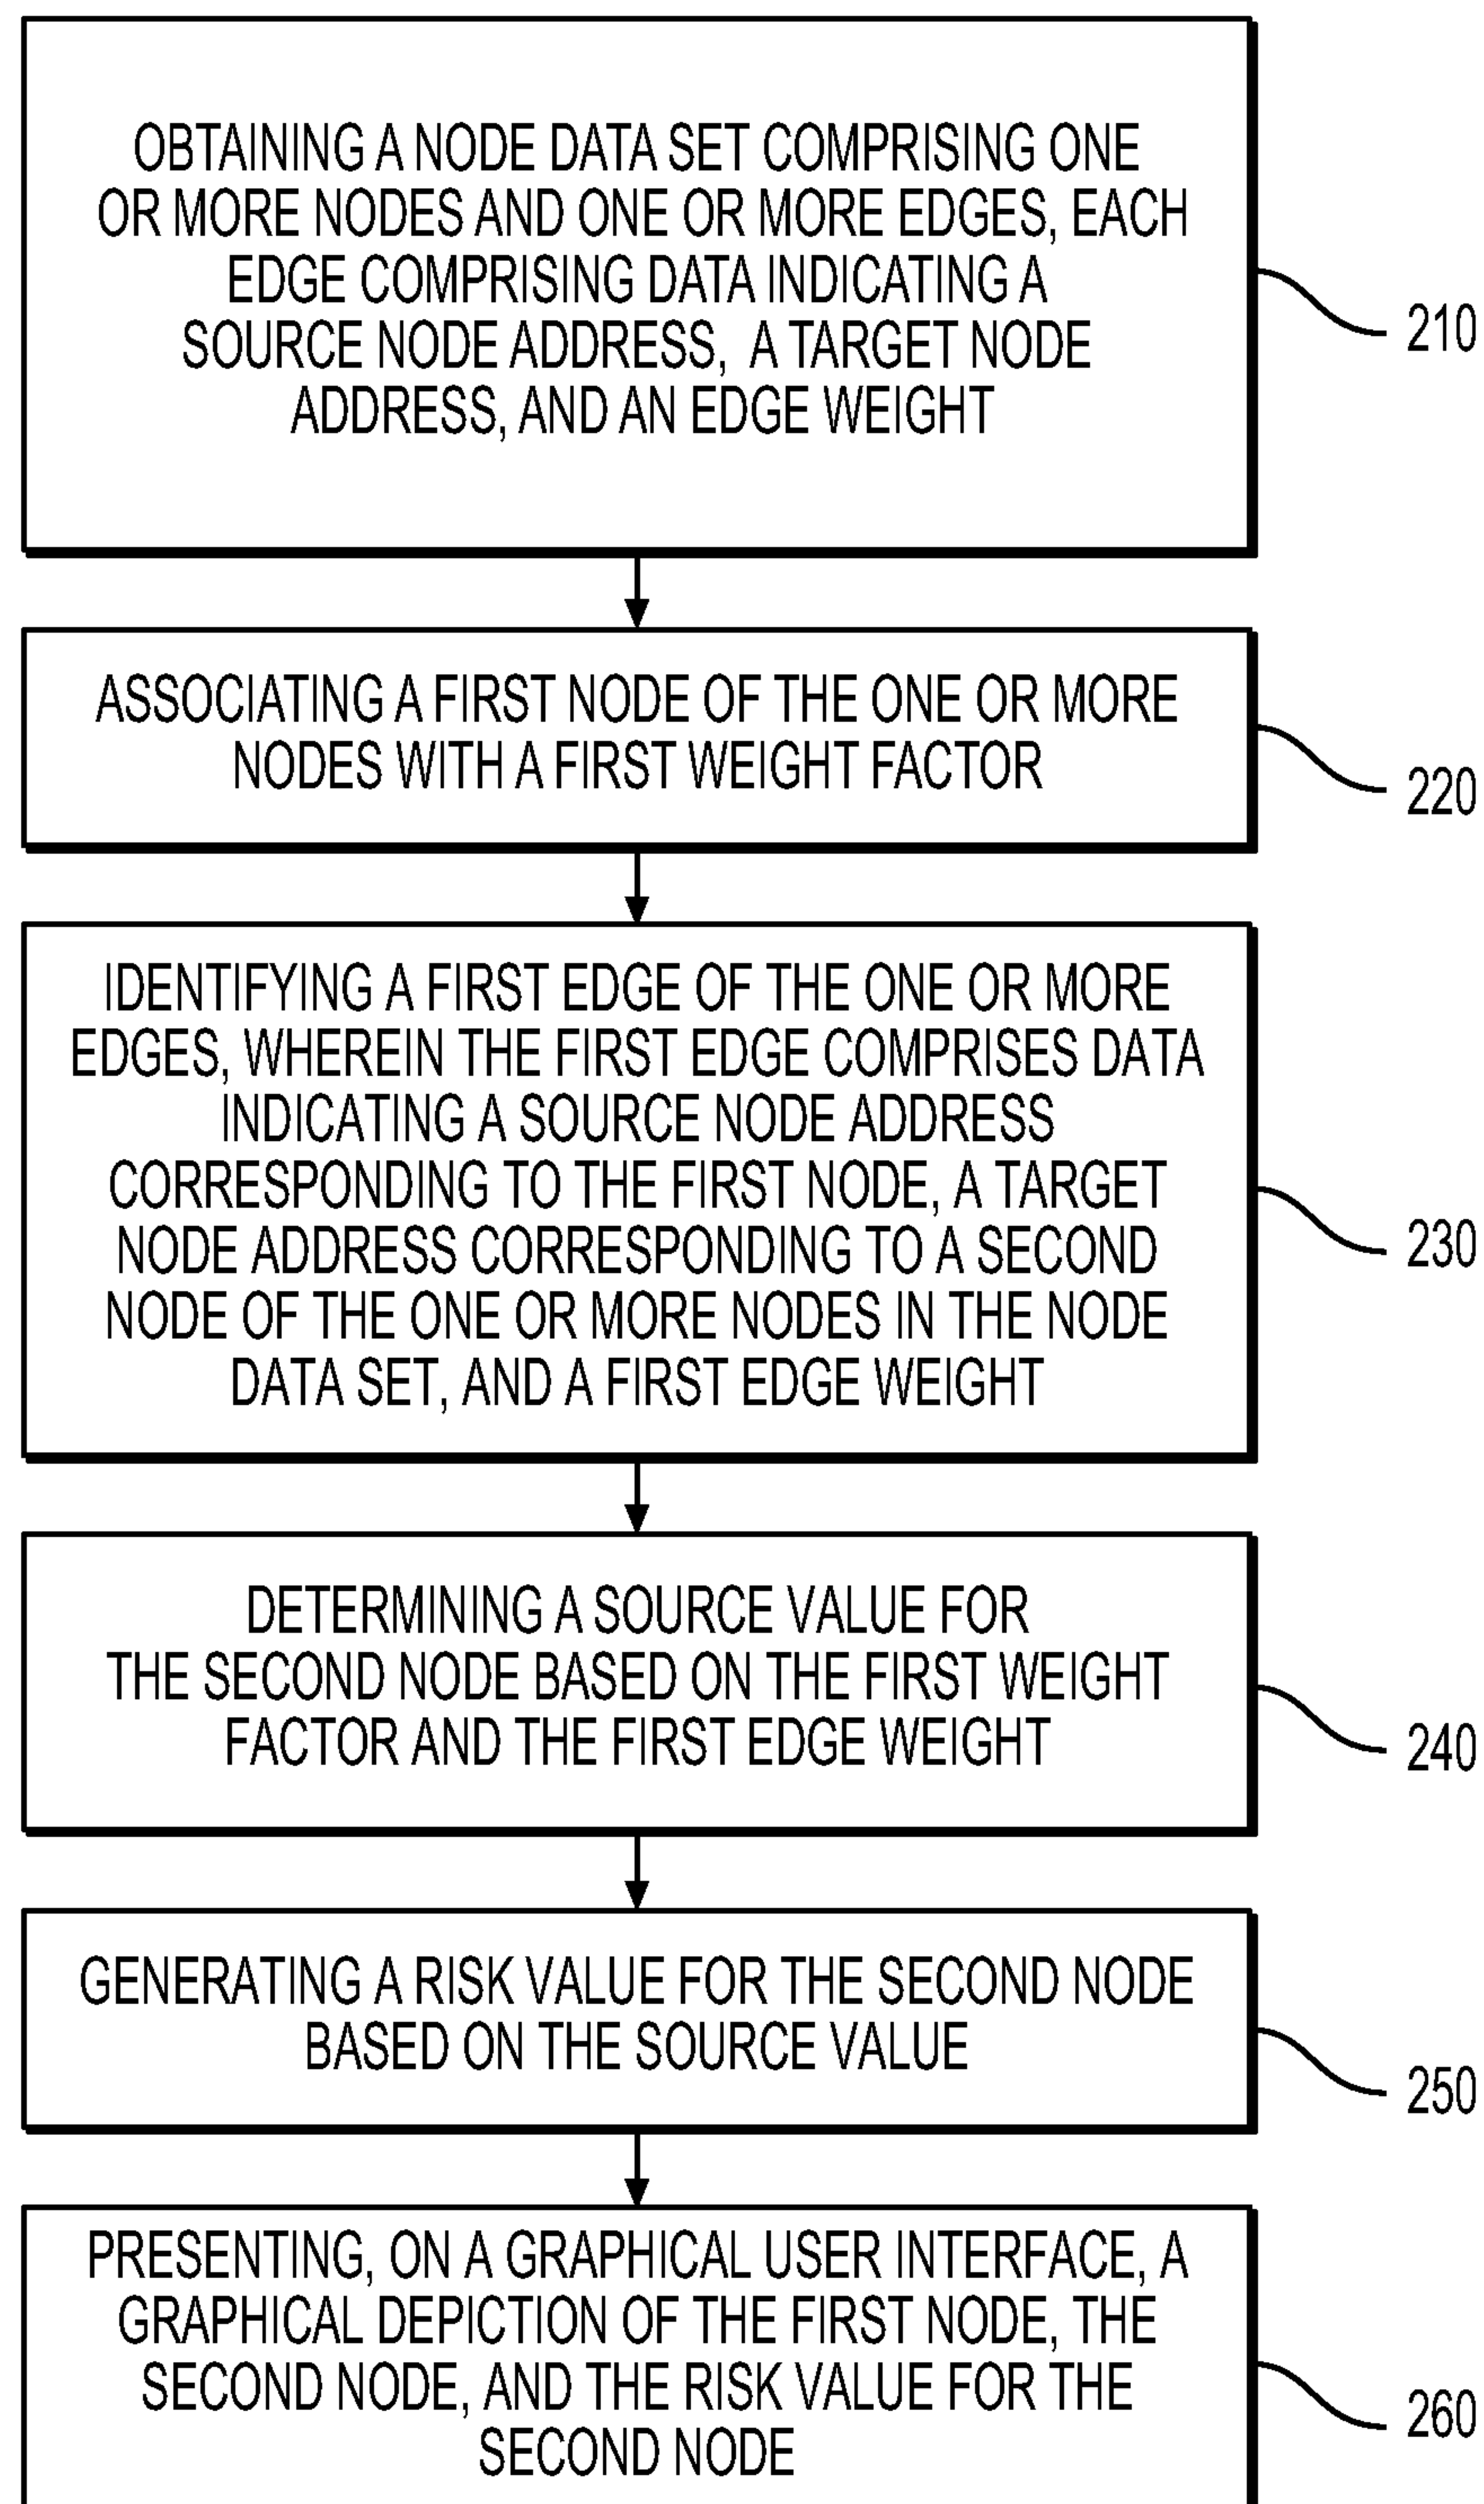 OBTAINING A NODE DATA SET COMPRISING ONE
OR MORE NODES AND ONE OR MORE EDGES, EACH
EDGE COMPRISING DATA INDICATING A
SOURCE NODE ADDRESS, A TARGET NODE
ADDRESS, AND AN EDGE WEIGHT
210
ASSOCIATING A FIRST NODE OF THE ONE OR MORE
NODES WITH A FIRST WEIGHT FACTOR
220
IDENTIFYING A FIRST EDGE OF THE ONE OR MORE
EDGES, WHEREIN THE FIRST EDGE COMPRISES DATA
INDICATING A SOURCE NODE ADDRESS
CORRESPONDING TO THE FIRST NODE, A TARGET
NODE ADDRESS CORRESPONDING TO A SECOND
NODE OF THE ONE OR MORE NODES IN THE NODE
DATA SET, AND A FIRST EDGE WEIGHT
230
DETERMINING A SOURCE VALUE FOR
THE SECOND NODE BASED ON THE FIRST WEIGHT
FACTOR AND THE FIRST EDGE WEIGHT
240
GENERATING A RISK VALUE FOR THE SECOND NODE
BASED ON THE SOURCE VALUE
250
PRESENTING, ON A GRAPHICAL USER INTERFACE, A
GRAPHICAL DEPICTION OF THE FIRST NODE, THE
SECOND NODE, AND THE RISK VALUE FOR THE
SECOND NODE
260